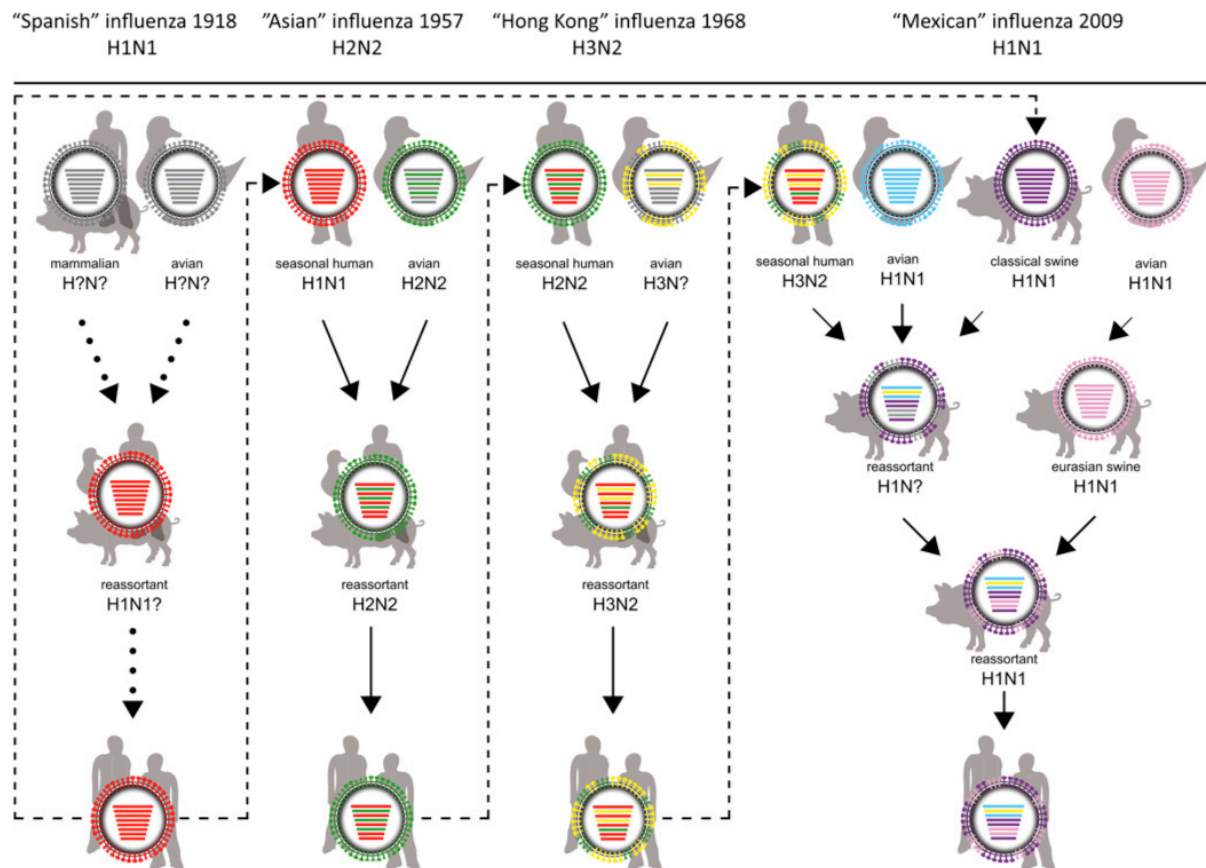 "Spanish" influenza 1918
H1N1
"Asian" influenza 1957
H2N2
"Hong Kong" influenza 1968
H3N2
"Mexican" influenza 2009
H1N1
mammalian
H?N?
avian
H?N?
seasonal human
H1N1
avian
H2N2
seasonal human
H2N2
avian
H3N?
seasonal human
H3N2
avian
H1N1
classical swine
H1N1
avian
H1N1
reassortant
H1N?
eurasian swine
H1N1
reassortant
H1N1?
reassortant
H2N2
reassortant
H3N2
reassortant
H1N1